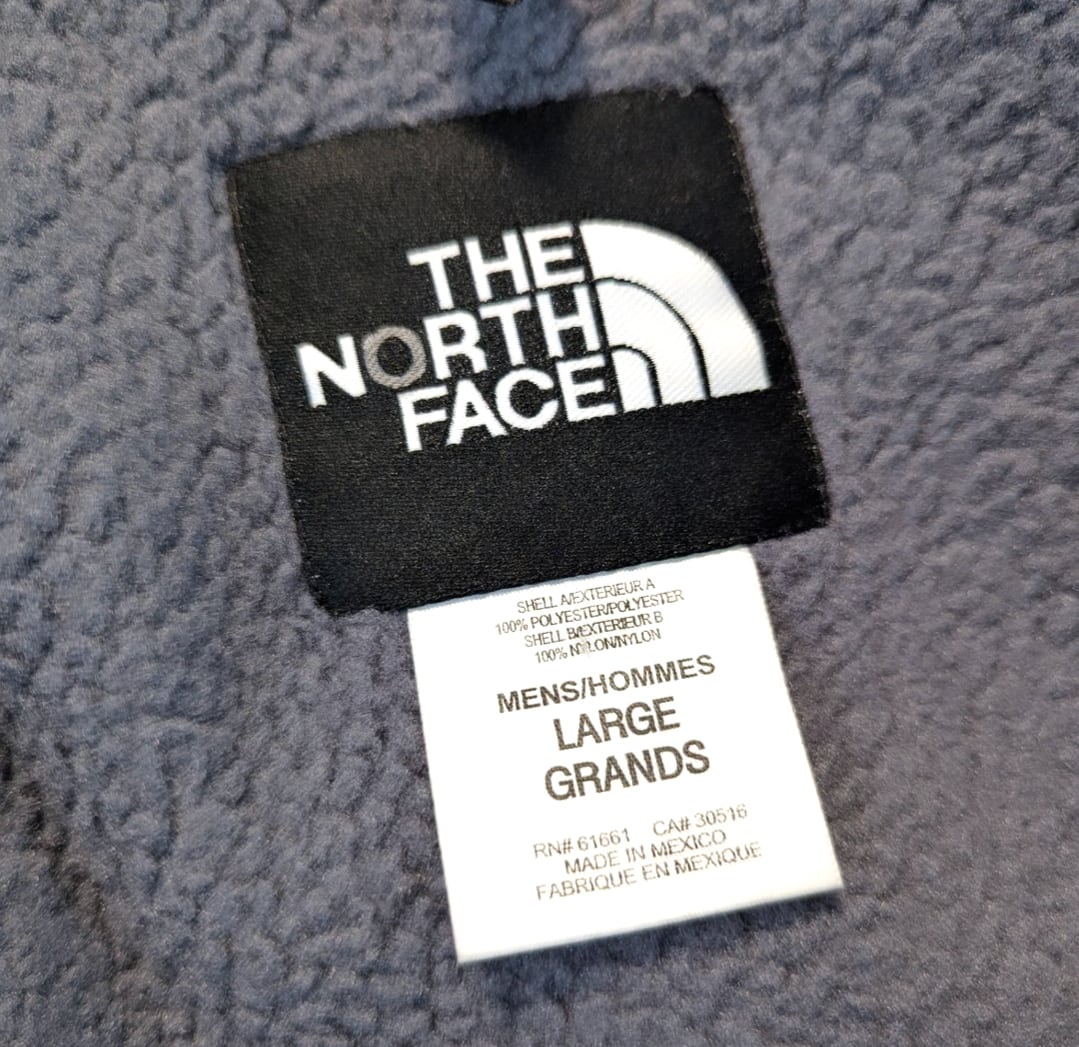 THE
NORTH
FACE
SHELL A/EXTERIEUR A
100% POLYESTER/POLYESTER
SHELL B/EXTERIEUR B
100% NYLON/NYLON
MENS/HOMMES
LARGE
GRANDS
RN# 61661 CA# 30516
MADE IN MEXICO
FABRIQUE EN MEXIQUE